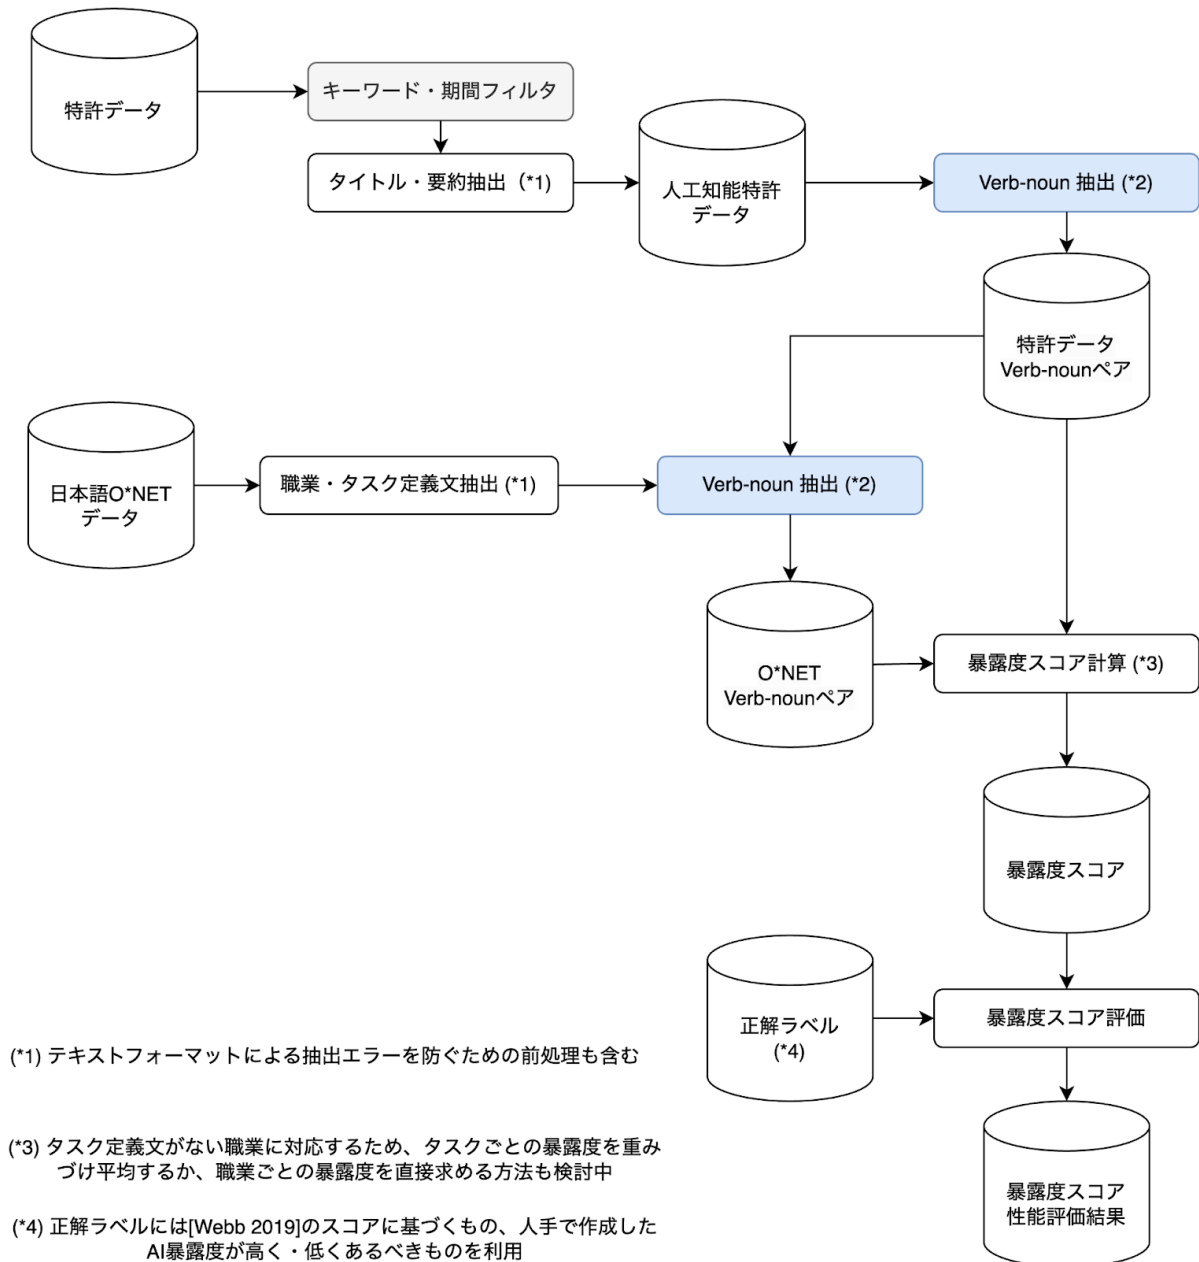 特許データ
キーワード・期間フィルタ
タイトル・要約抽出（*1)
人工知能特許
データ
Verb-noun 抽出 (*2)
特許データ
Verb-nounペア
日本語O*NET
データ
職業・タスク定義文抽出 (*1)
Verb-noun 抽出 (*2)
O*NET
Verb-nounペア
暴露度スコア計算 (*3)
暴露度スコア
正解ラベル
(*4)
暴露度スコア評価
暴露度スコア
性能評価結果
(*1) テキストフォーマットによる抽出エラーを防ぐための前処理も含む
(*3) タスク定義文がない職業に対応するため、タスクごとの暴露度を重み
づけ平均するか、職業ごとの暴露度を直接求める方法も検討中
(*4) 正解ラベルには[Webb 2019]のスコアに基づくもの、人手で作成した
AI暴露度が高く・低くあるべきものを利用